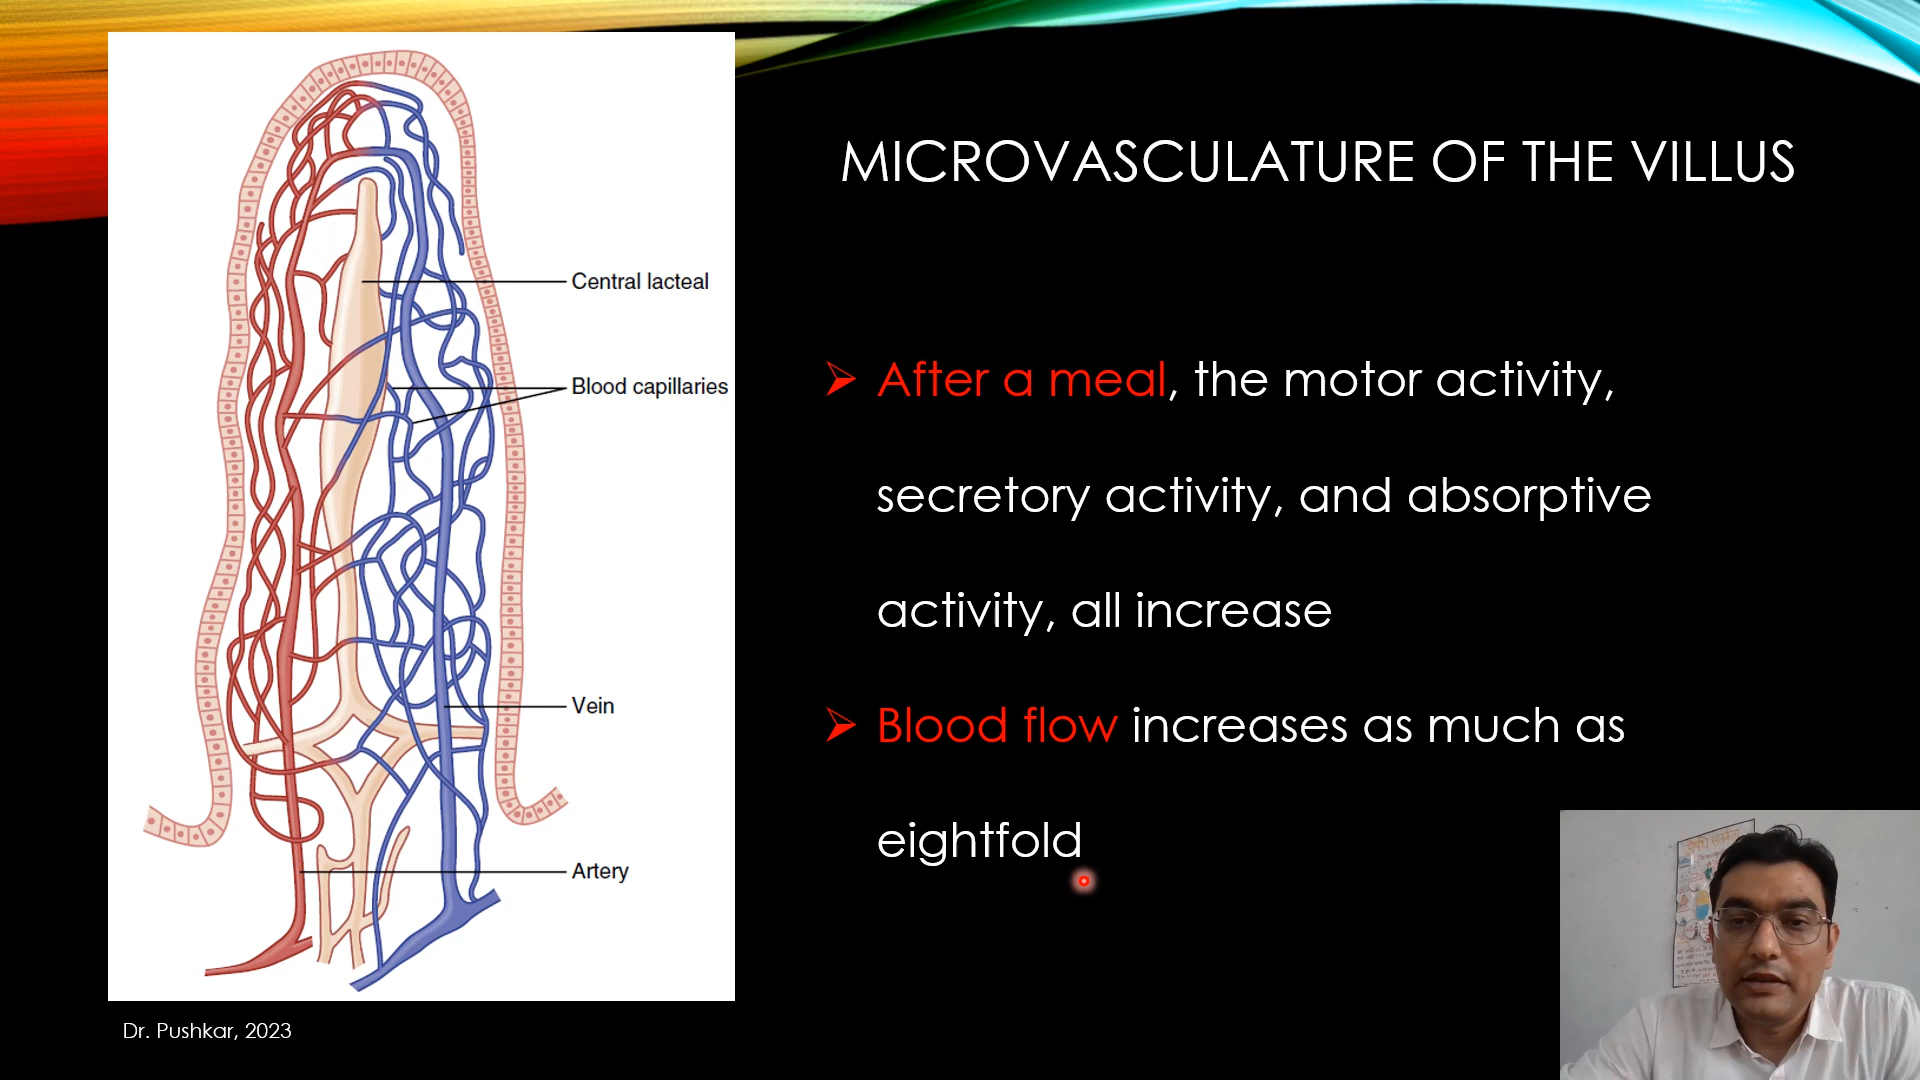 MICROVASCULATURE OF THE VILLUS
Central lacteal
Blood capillaries
Vein
Artery
After a meal, the motor activity,
secretory activity, and absorptive
activity, all increase
Blood flow increases as much as
eightfold
Dr. Pushkar, 2023